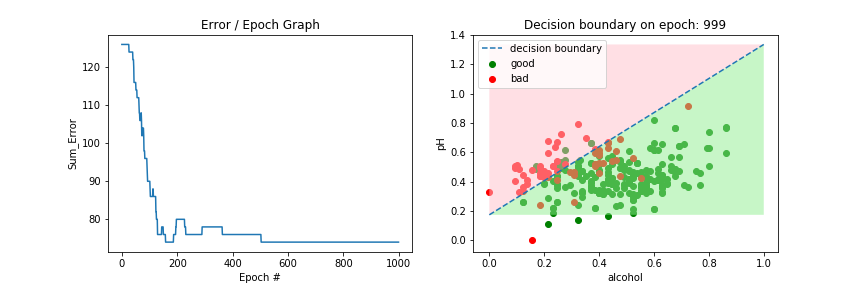 Error / Epoch Graph
120
110
100
90
80
Sum_Error
0
200
400
600
800
1000
Epoch #
Decision boundary on epoch: 999
1.4
1.2
1.0
0.8
0.6
0.4
0.2
0.0
pH
decision boundary
good
bad
0.0
0.2
0.4
0.6
0.8
1.0
alcohol